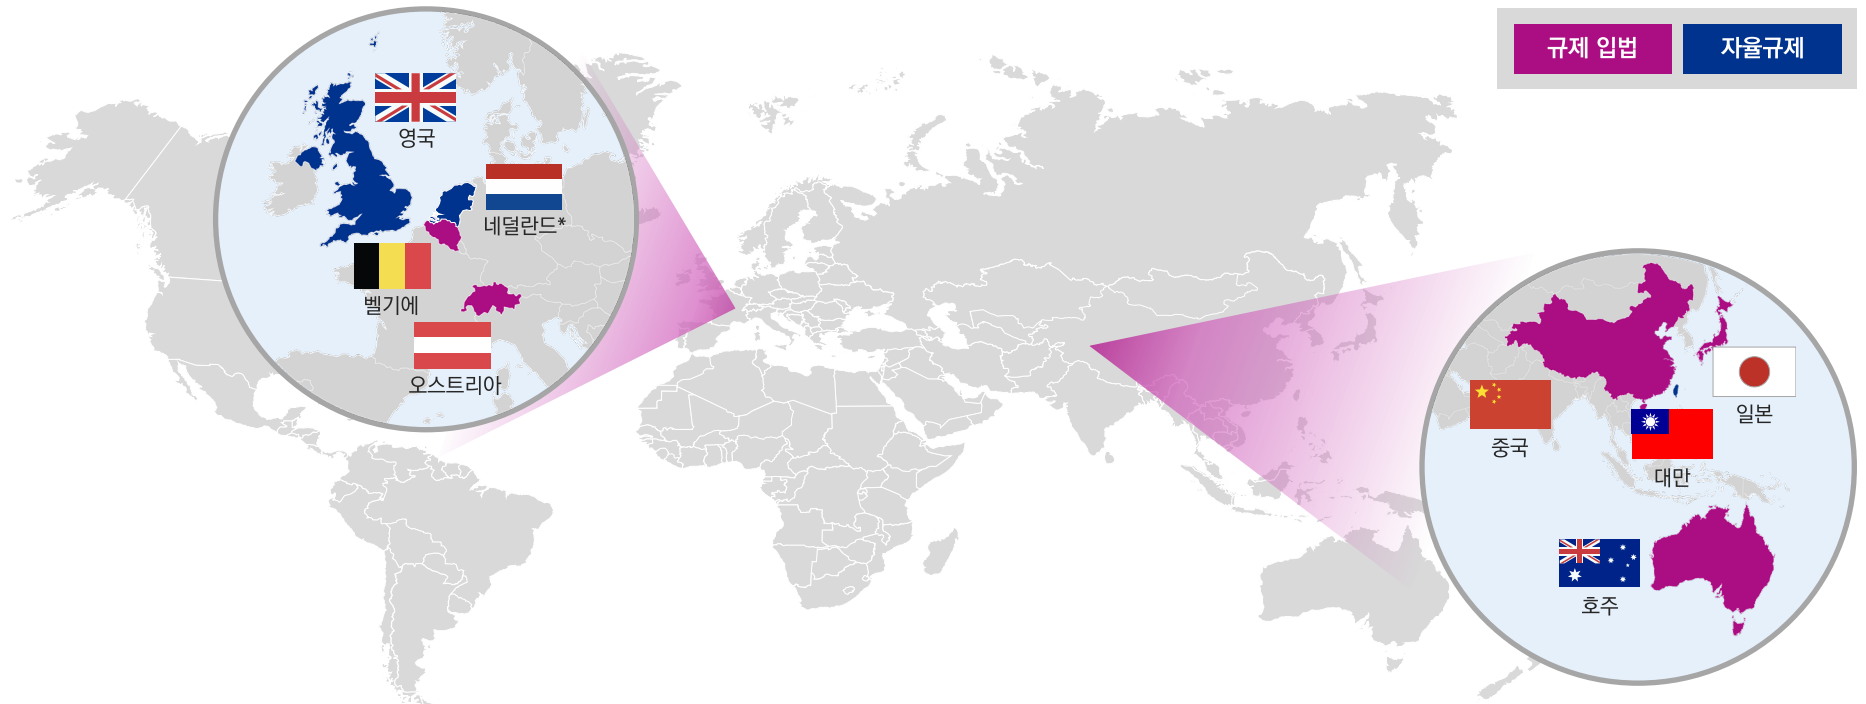 규제 입법
자율규제
영국
네덜란드*
벨기에
오스트리아
일본
중국
대만
호주